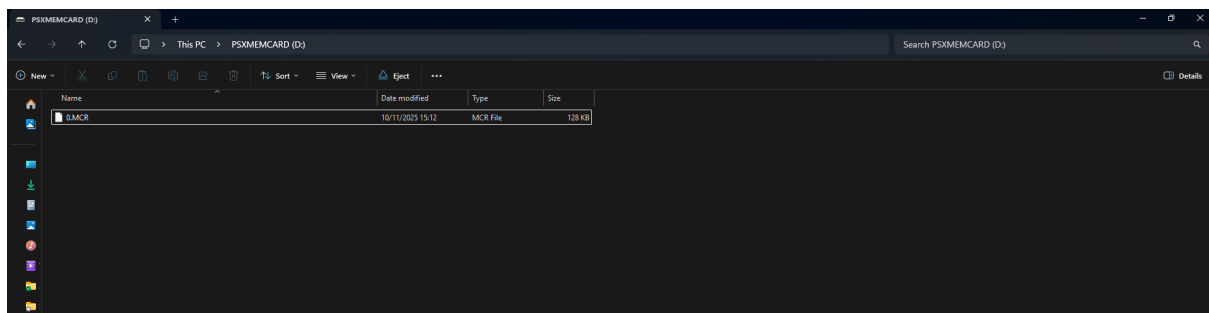 PSXMEMCARD (D:)
This PC > PSXMEMCARD (D:)
Search PSXMEMCARD (D:)
New
Sort
View
Eject
Details
Name
Date modified
Type
Size
0.MCR
10/11/2025 15:12
MCR File
128 KB